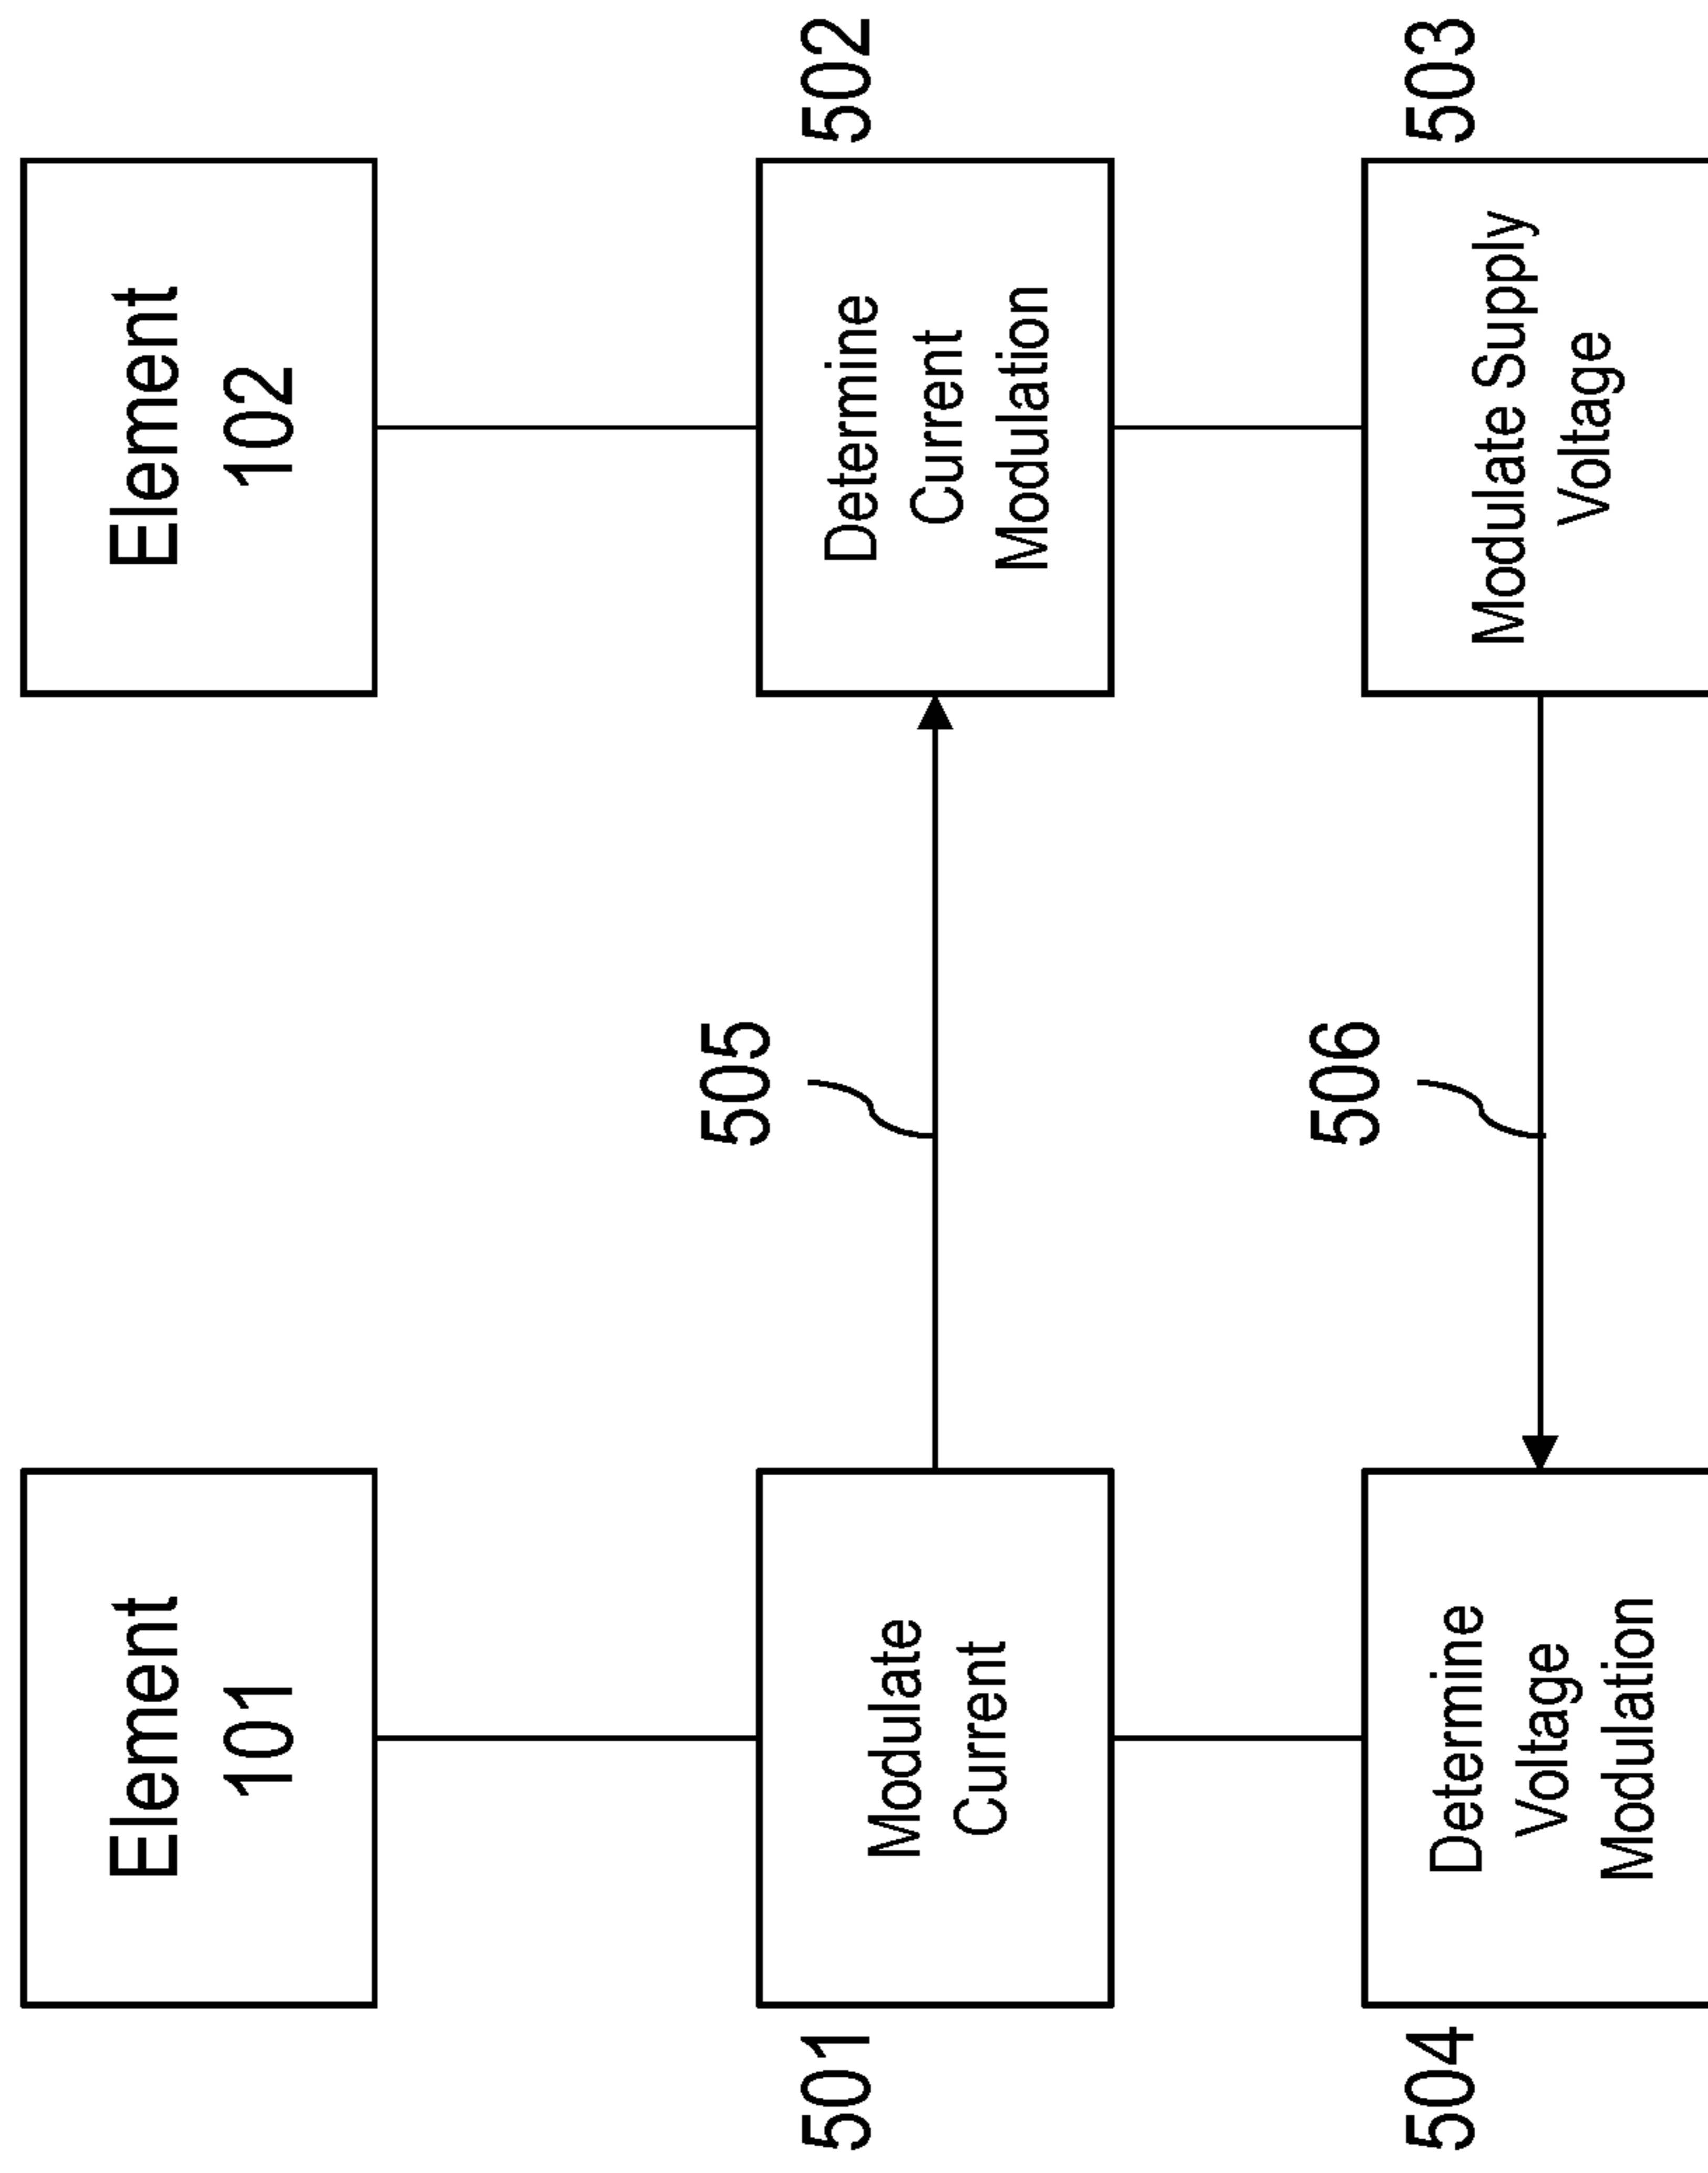 Element
101
Element
102
501
Modulate
Current
505
Determine
Current
Modulation
502
504
Determine
Voltage
Modulation
506
Modulate Supply
Voltage
503